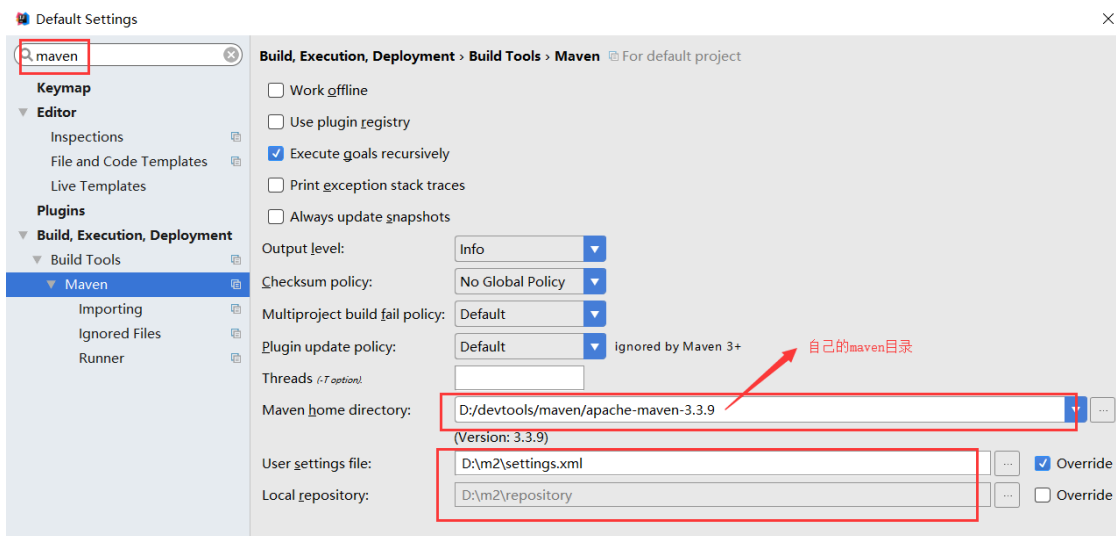 Default Settings
maven
Keymap
Editor
Inspections
File and Code Templates
Live Templates
Plugins
Build, Execution, Deployment
Build Tools
Maven
Importing
Ignored Files
Runner
Build, Execution, Deployment › Build Tools › Maven For default project
Work offline
Use plugin registry
Execute goals recursively
Print exception stack traces
Always update snapshots
Output level: Info
Checksum policy: No Global Policy
Multiproject build fail policy: Default
Plugin update policy: Default ignored by Maven 3+
自己的maven目录
Threads (-T option).
Maven home directory: D:/devtools/maven/apache-maven-3.3.9 ...
(Version: 3.3.9)
User settings file: D:\m2\settings.xml ... Override
Local repository: D:\m2\repository ... Override